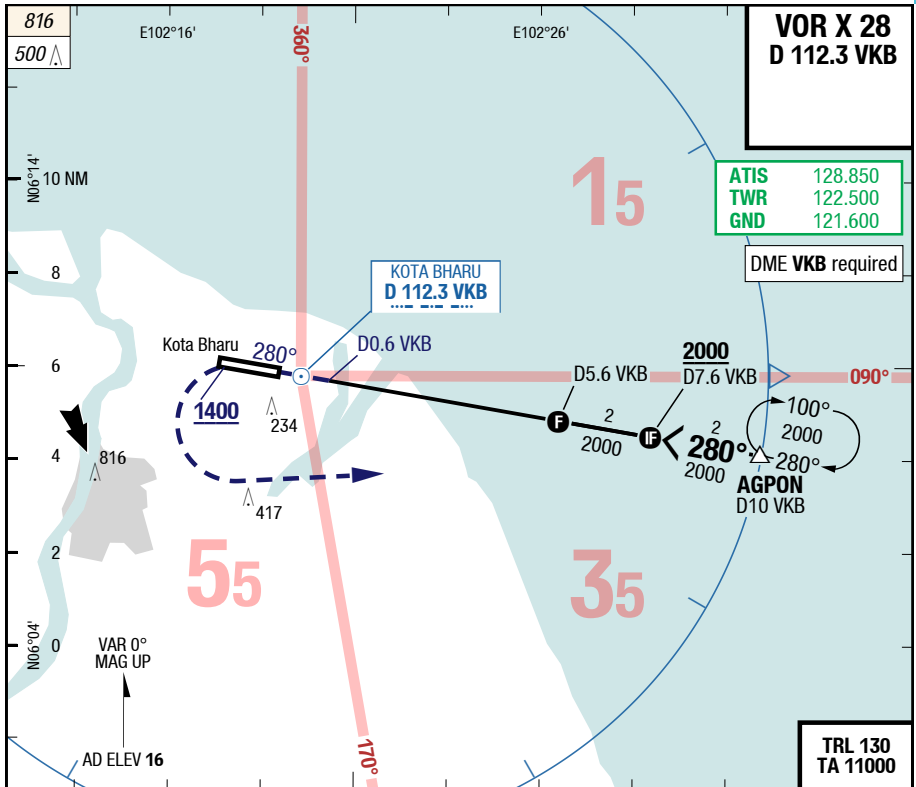 816
500
E102°16'
360°
E102°26'
VOR X 28
D 112.3 VKB
N06°14'
10 NM
15
ATIS 128.850
TWR 122.500
GND 121.600
DME VKB required
8
KOTA BHARU
D 112.3 VKB
Kota Bharu
280°
D0.6 VKB
6
2000
D5.6 VKB
D7.6 VKB
090°
1400
234
F
2
2000
IF
2
280°
2000
100°
2000
280°
AGPON
D10 VKB
816
4
417
2
55
35
N06°04'
0
VAR 0°
MAG UP
AD ELEV 16
170°
TRL 130
TA 11000